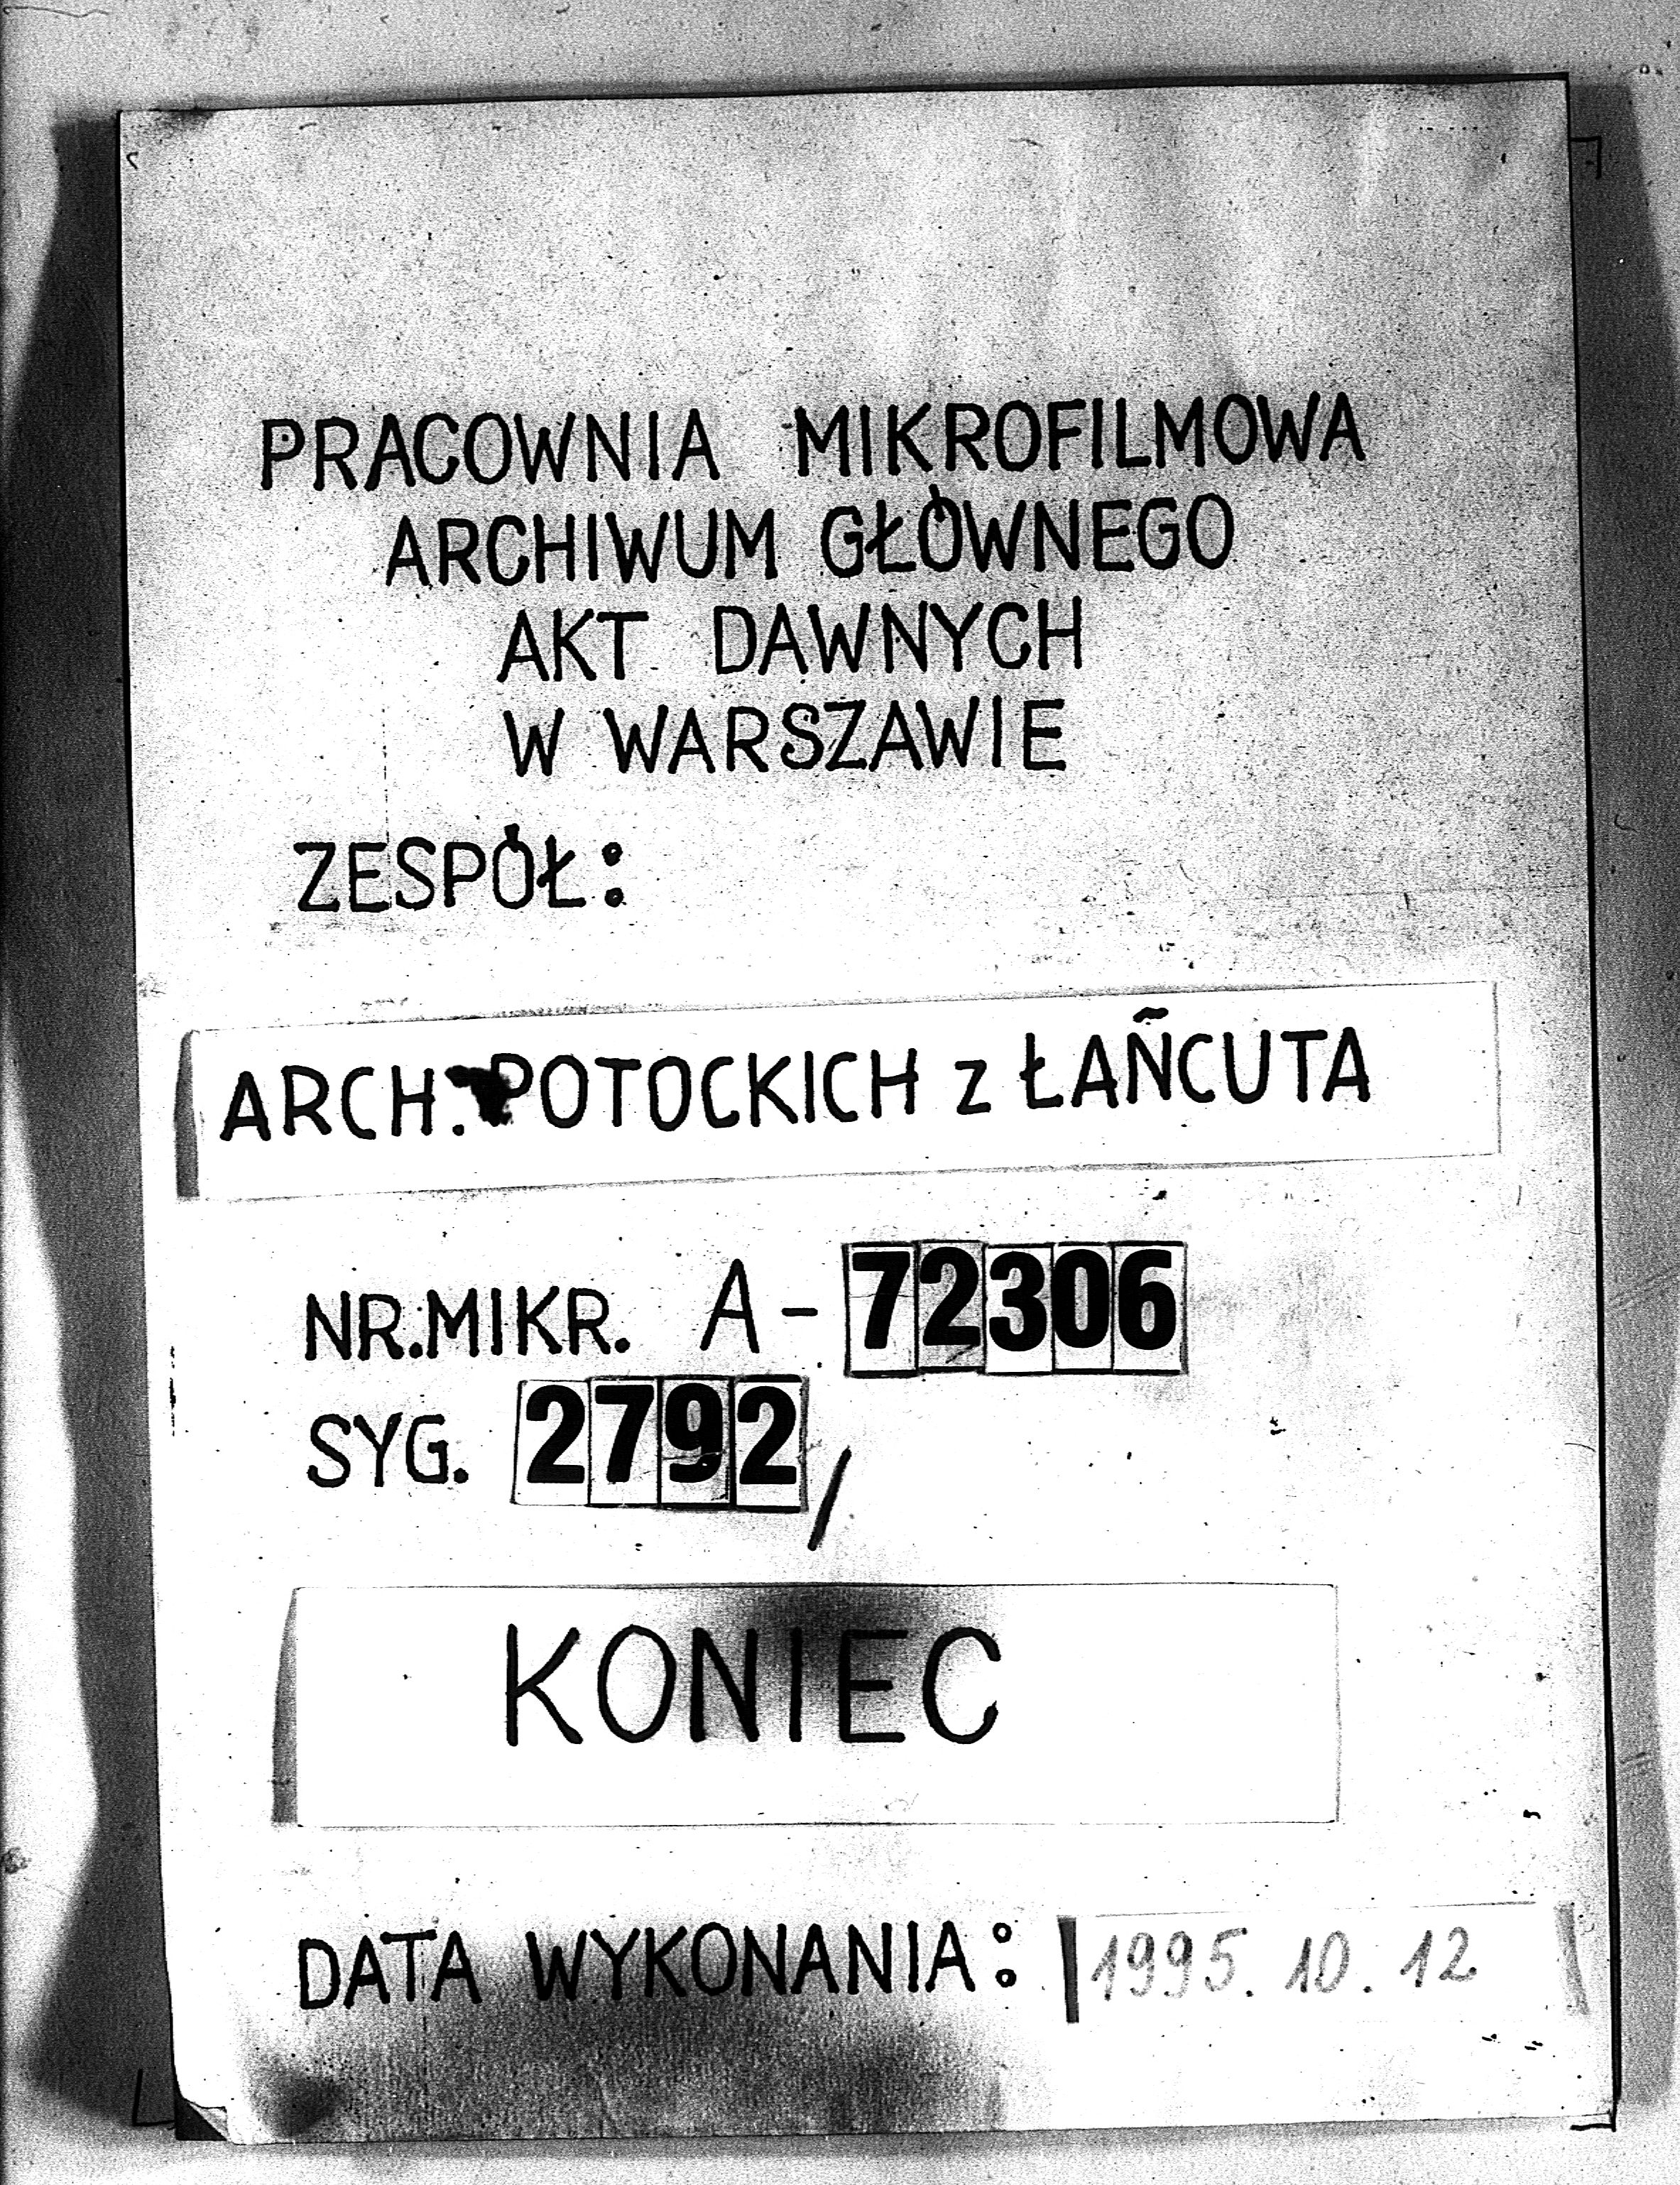 PRACOWNIA MIKROFILMOWA
ARCHIWUM GŁÓWNEGO
AKT DAWNYCH
W WARSZAWIE
ZESPÓŁ:
ARCH. POTOCKICH z ŁAŃCUTA
NR.MIKR. A-72306
SYG. 2792/
KONIEC
DATA WYKONANIA: 1995.10.12